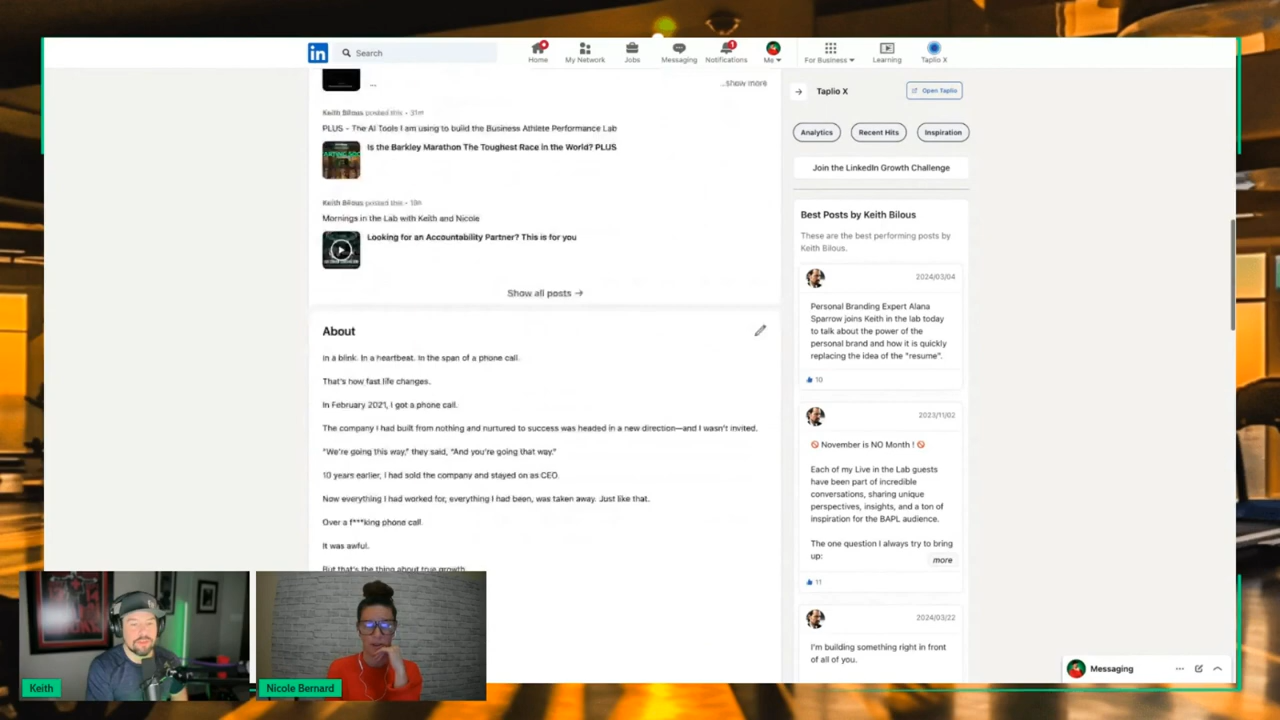 in
Search
Home
My Network
Jobs
Messaging
1
Notifications
Me
For Business
Learning
Taplio X
...
...show more
Keith Bilous posted this •
PLUS - The AI Tools I am using to build the Business Athlete Performance Lab
Is the Barkley Marathon The Toughest Race in the World? PLUS
Keith Bilous posted this •
Mornings in the Lab with Keith and Nicole
Looking for an Accountability Partner? This is for you
Show all posts →
About
In a blink. In a heartbeat. In the span of a phone call.
That's how fast life changes.
In February 2021, I got a phone call.
The company I had built from nothing and nurtured to success was headed in a new direction—and I wasn't invited.
"We're going this way," they said, "And you're going that way."
10 years earlier, I had sold the company and stayed on as CEO.
Now everything I had worked for, everything I had been, was taken away. Just like that.
Over a f***king phone call.
It was awful.
But that's the thing about true growth.
→
Taplio X
Open Taplio
Analytics
Recent Hits
Inspiration
Join the LinkedIn Growth Challenge
Best Posts by Keith Bilous
These are the best performing posts by
Keith Bilous.
2024/03/04
Personal Branding Expert Alana
Sparrow joins Keith in the lab today
to talk about the power of the
personal brand and how it is quickly
replacing the idea of the "resume".
10
2023/11/02
🚫 November is NO Month ! 🚫
Each of my Live in the Lab guests
have been part of incredible
conversations, sharing unique
perspectives, insights, and a ton of
inspiration for the BAPL audience.
The one question I always try to bring
up:
more
11
2024/03/22
I'm building something right in front
of all of you.
Messaging
Keith
Nicole Bernard